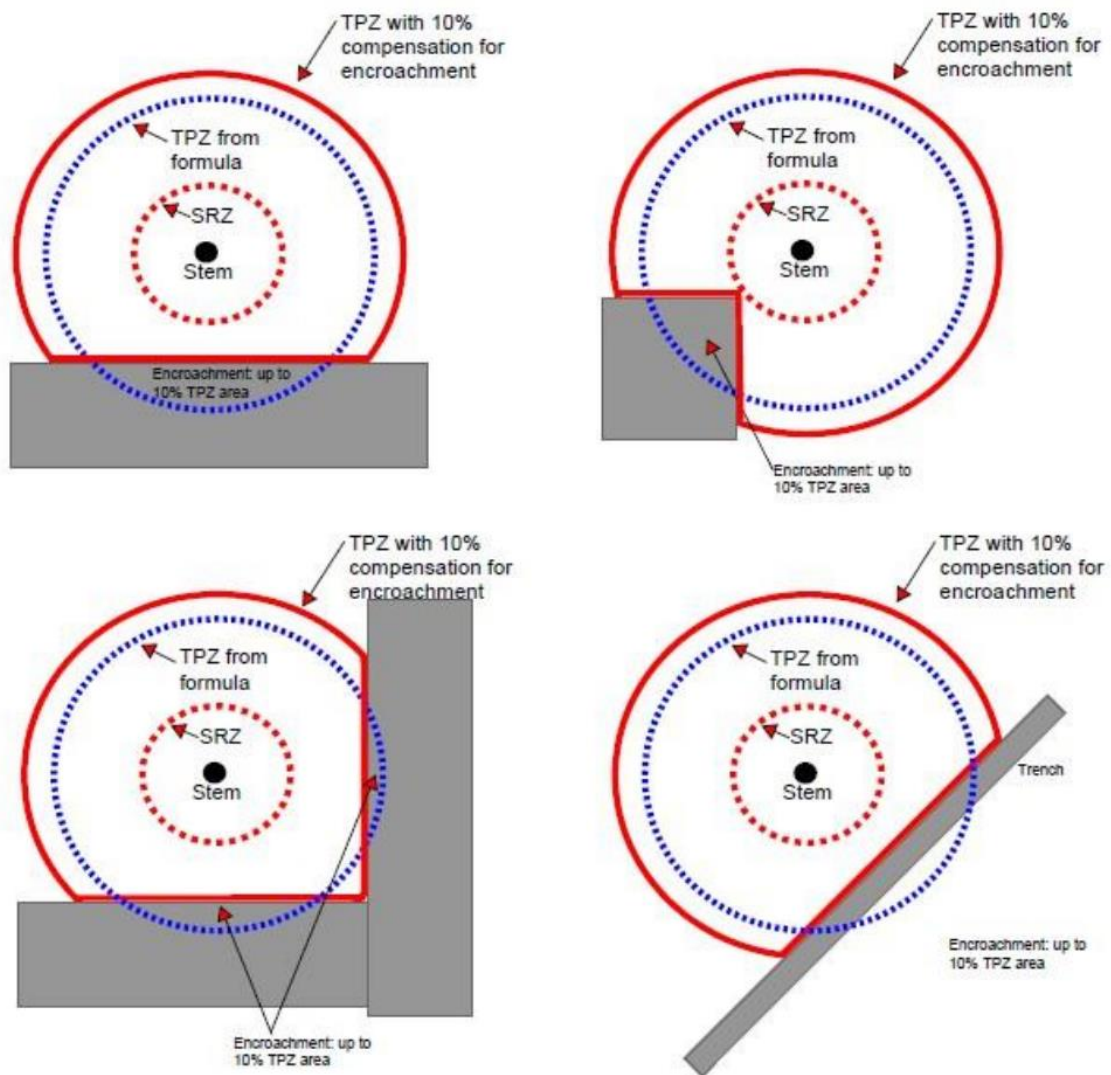 TPZ with 10%
compensation for
encroachment
TPZ from
formula
SRZ
Stem
Encroachment: up to
10% TPZ area
TPZ with 10%
compensation for
encroachment
TPZ from
formula
SRZ
Stem
Encroachment: up to
10% TPZ area
TPZ with 10%
compensation for
encroachment
TPZ from
formula
SRZ
Stem
Encroachment: up to
10% TPZ area
TPZ with 10%
compensation for
encroachment
TPZ from
formula
SRZ
Stem
Trench
Encroachment: up to
10% TPZ area